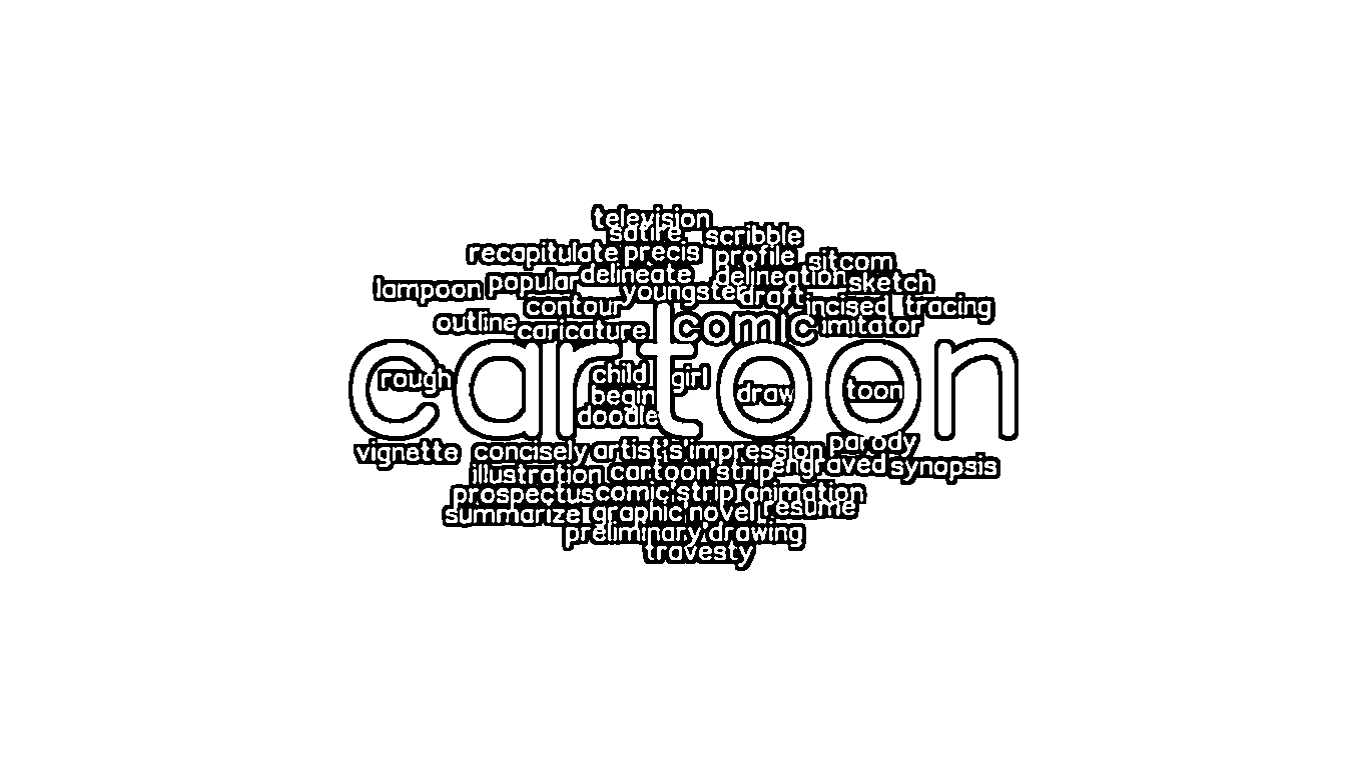 television
satire scribble
recapitulate precis profile sitcom
lampoon popular delineate delineation sketch
youngster draft
contour incised tracing
outline caricature comic imitator
cartoon
rough child girl draw toon
begin
doodle
vignette concisely artist's impression parody
illustration cartoon strip engraved synopsis
prospectus comic strip animation
summarize graphic novel resume
preliminary drawing
travesty